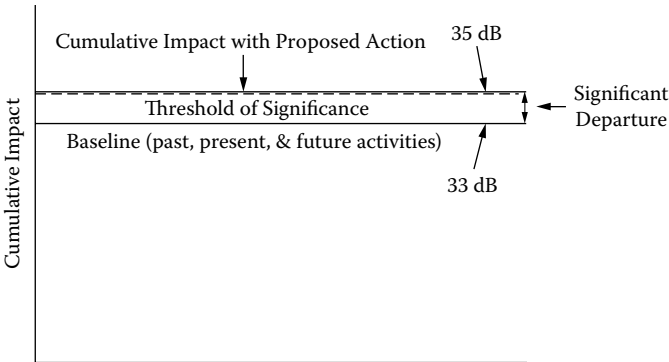 35 dB
Cumulative Impact with Proposed Action
Significant
Departure
Threshold of Significance
Baseline (past, present, & future activities)
33 dB
Cumulative Impact